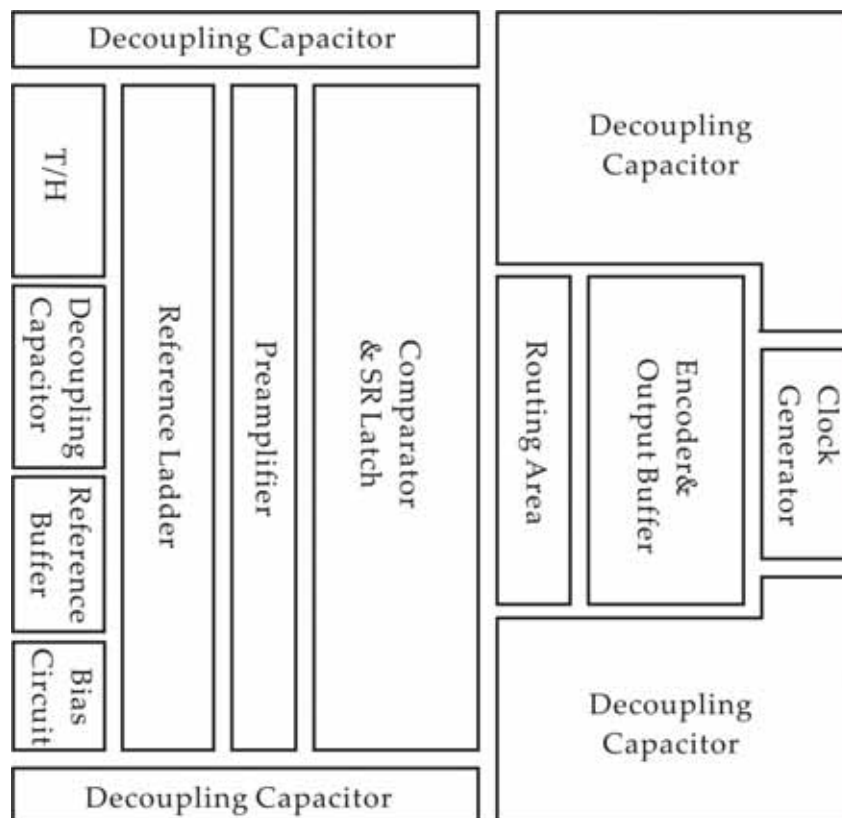 Decoupling Capacitor
Decoupling
Capacitor
T/H
Decoupling
Capacitor
Reference
Buffer
Bias
Circuit
Reference Ladder
Preamplifier
Comparator
& SR Latch
Routing Area
Encoder&
Output Buffer
Clock
Generator
Decoupling Capacitor
Decoupling
Capacitor